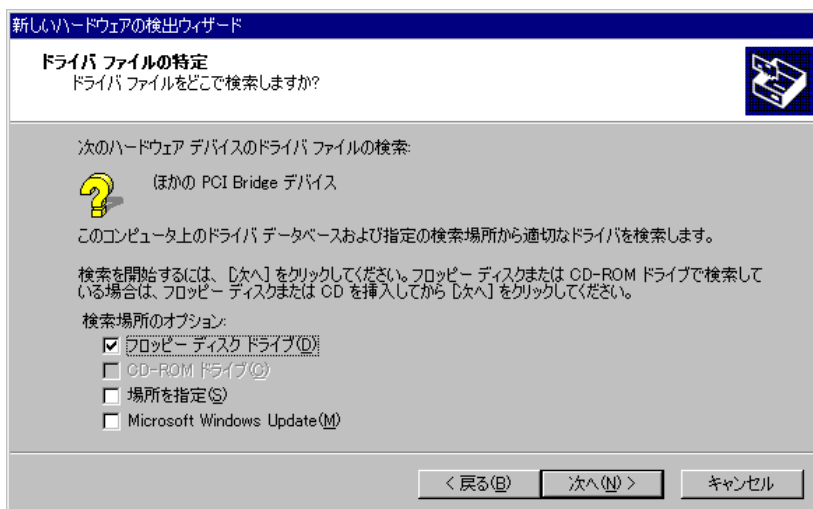 新しいハードウェアの検出ウィザード
ドライバ ファイルの特定
ドライバ ファイルをどこで検索しますか?
次のハードウェア デバイスのドライバ ファイルの検索:
ほかの PCI Bridge デバイス
このコンピュータ上のドライバ データベースおよび指定の検索場所から適切なドライバを検索します。
検索を開始するには、[次へ] をクリックしてください。フロッピー ディスクまたは CD-ROM ドライブで検索して
いる場合は、フロッピー ディスクまたは CD を挿入してから [次へ] をクリックしてください。
検索場所のオプション:
フロッピー ディスク ドライブ(D)
CD-ROM ドライブ(C)
場所を指定(S)
Microsoft Windows Update(M)
< 戻る(B) 次へ(N) > キャンセル